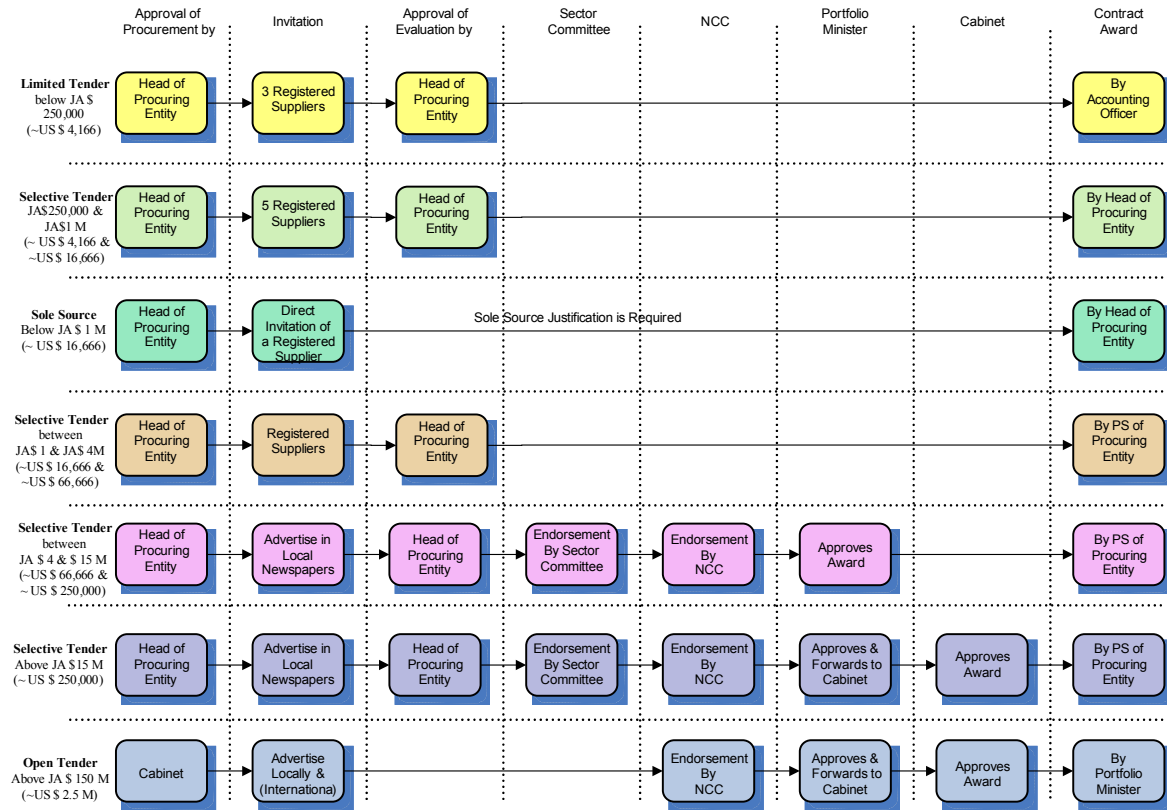 Approval of
Procurement by
Invitation
Approval of
Evaluation by
Sector
Committee
NCC
Portfolio
Minister
Cabinet
Contract
Award
Limited Tender
below JA $
250,000
(~US $ 4,166)
Head of
Procuring
Entity
3 Registered
Suppliers
Head of
Procuring
Entity
By
Accounting
Officer
Selective Tender
JA$250,000 &
JA$1 M
(~ US $ 4,166 &
~US $ 16,666)
Head of
Procuring
Entity
5 Registered
Suppliers
Head of
Procuring
Entity
By Head of
Procuring
Entity
Sole Source
Below JA $ 1 M
(~ US $ 16,666)
Head of
Procuring
Entity
Direct
Invitation of
a Registered
Supplier
Sole Source Justification is Required
By Head of
Procuring
Entity
Selective Tender
between
JA$ 1 & JA$ 4M
(~US $ 16,666 &
~US $ 66,666)
Head of
Procuring
Entity
Registered
Suppliers
Head of
Procuring
Entity
By PS of
Procuring
Entity
Selective Tender
between
JA $ 4 & $ 15 M
(~US $ 66,666 &
~US $ 250,000)
Head of
Procuring
Entity
Advertise in
Local
Newspapers
Head of
Procuring
Entity
Endorsement
By Sector
Committee
Endorsement
By
NCC
Approves
Award
By PS of
Procuring
Entity
Selective Tender
Above JA $15 M
(~ US $ 250,000)
Head of
Procuring
Entity
Advertise in
Local
Newspapers
Head of
Procuring
Entity
Endorsement
By Sector
Committee
Endorsement
By
NCC
Approves &
Forwards to
Cabinet
Approves
Award
By PS of
Procuring
Entity
Open Tender
Above JA $ 150 M
(~US $ 2.5 M)
Cabinet
Advertise
Locally &
(Internationa)
Endorsement
By
NCC
Approves &
Forwards to
Cabinet
Approves
Award
By
Portfolio
Minister